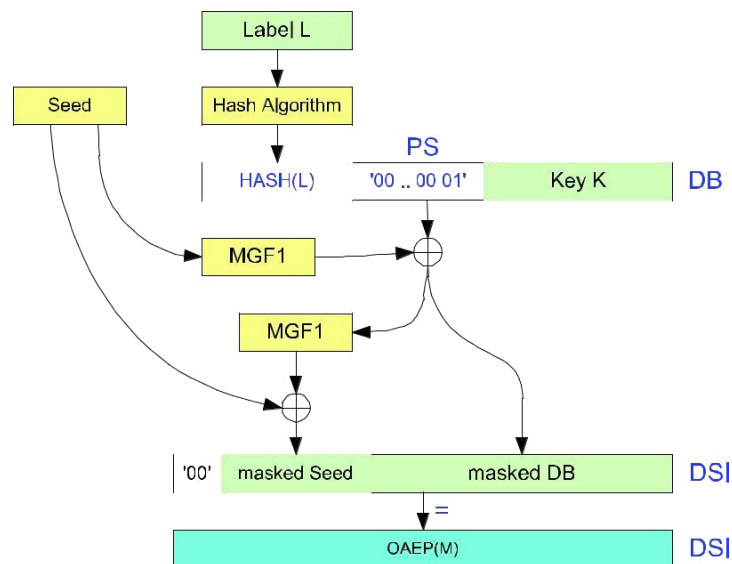 Label L
Seed
Hash Algorithm
PS
HASH(L)
'00 .. 00 01'
Key K
DB
MGF1
MGF1
'00'
masked Seed
masked DB
DSI
=
OAEP(M)
DSI